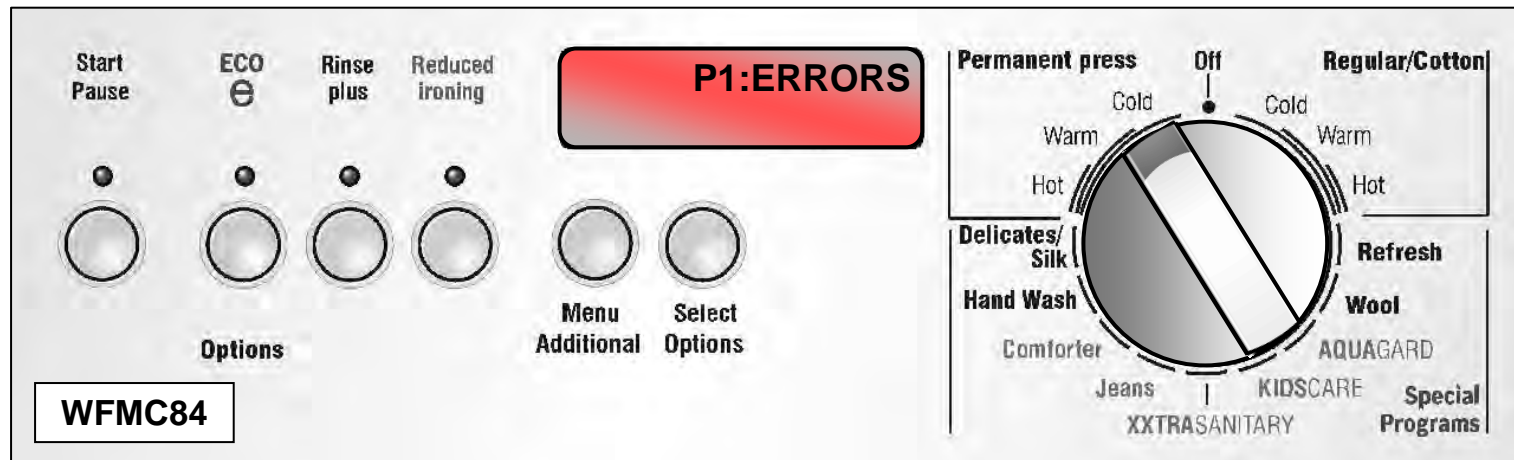 Start
Pause
ECO
Rinse
plus
Reduced
ironing
P1:ERRORS
Menu
Additional
Select
Options
Options
WFMC84
Permanent press
Off
Regular/Cotton
Cold
Cold
Warm
Warm
Hot
Hot
Delicates/
Silk
Refresh
Hand Wash
Wool
Comforter
AQUAGARD
Jeans
KIDSCARE
XXTRASANITARY
Special
Programs